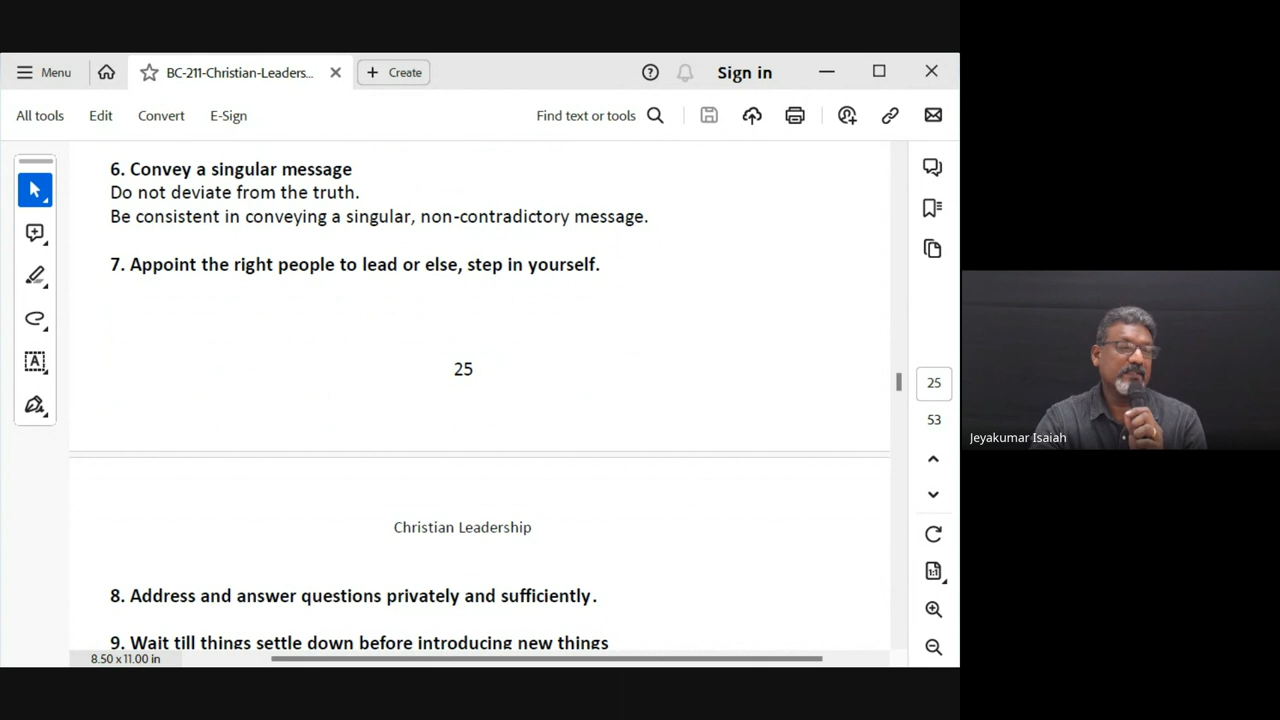 Menu
BC-211-Christian-Leaders...
Create
Sign in
All tools
Edit
Convert
E-Sign
Find text or tools
6. Convey a singular message
Do not deviate from the truth.
Be consistent in conveying a singular, non-contradictory message.
7. Appoint the right people to lead or else, step in yourself.
25
25
53
Jeyakumar Isaiah
Christian Leadership
8. Address and answer questions privately and sufficiently.
9. Wait till things settle down before introducing new things
8.50 x 11.00 in
1:1
A